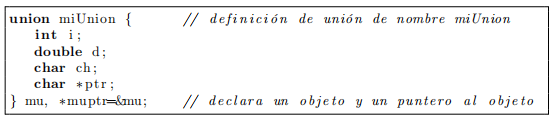 union miUnion {        // definición de unión de nombre miUnion
    int i;
    double d;
    char ch;
    char *ptr;
} mu, *muptr=&mu;      // declara un objeto y un puntero al objeto